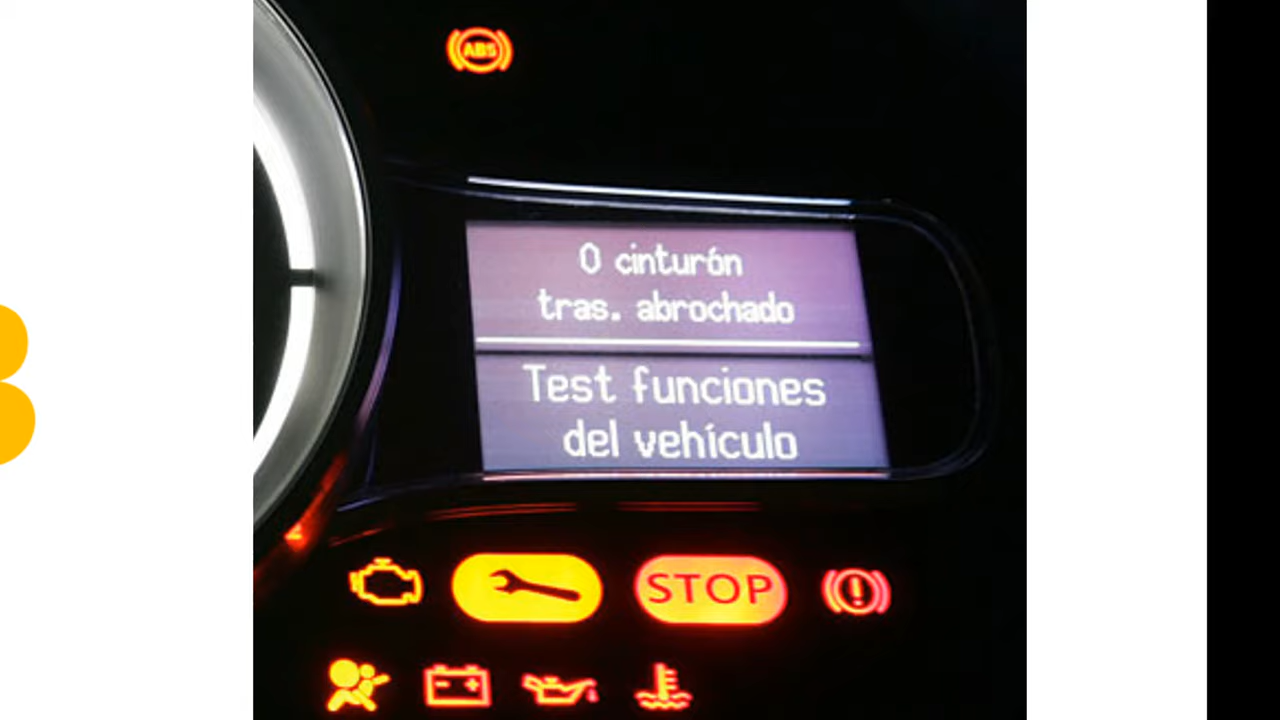 ABS
0 cinturón
tras. abrochado
Test funciones
del vehículo
STOP